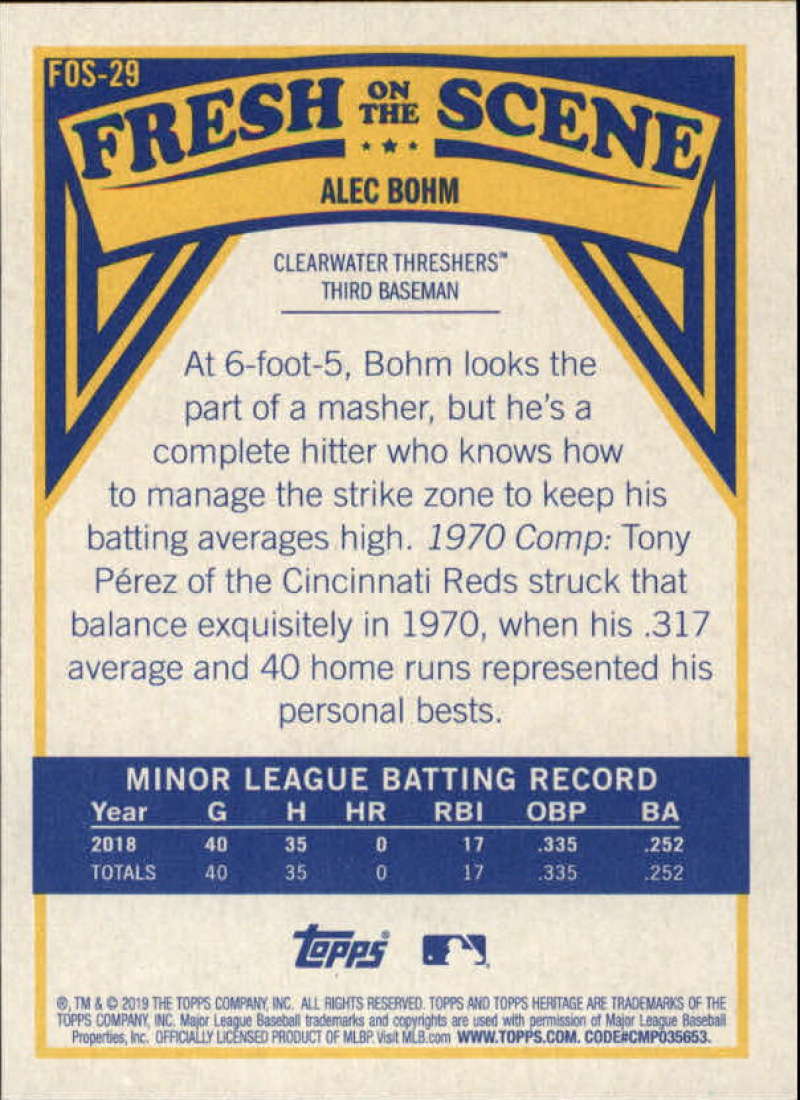 FOS-29
FRESH ON THE SCENE
ALEC BOHM
CLEARWATER THRESHERS™
THIRD BASEMAN
At 6-foot-5, Bohm looks the
part of a masher, but he's a
complete hitter who knows how
to manage the strike zone to keep his
batting averages high. 1970 Comp: Tony
Pérez of the Cincinnati Reds struck that
balance exquisitely in 1970, when his .317
average and 40 home runs represented his
personal bests.
MINOR LEAGUE BATTING RECORD
Year G H HR RBI OBP BA
2018 40 35 0 17 .335 .252
TOTALS 40 35 0 17 .335 .252
Topps®
®, TM & © 2019 THE TOPPS COMPANY, INC. ALL RIGHTS RESERVED. TOPPS AND TOPPS HERITAGE ARE TRADEMARKS OF THE
TOPPS COMPANY, INC. Major League Baseball trademarks and copyrights are used with permission of Major League Baseball
Properties, Inc. OFFICIALLY LICENSED PRODUCT OF MLBP. Visit MLB.com WWW.TOPPS.COM. CODE#CMP035653.